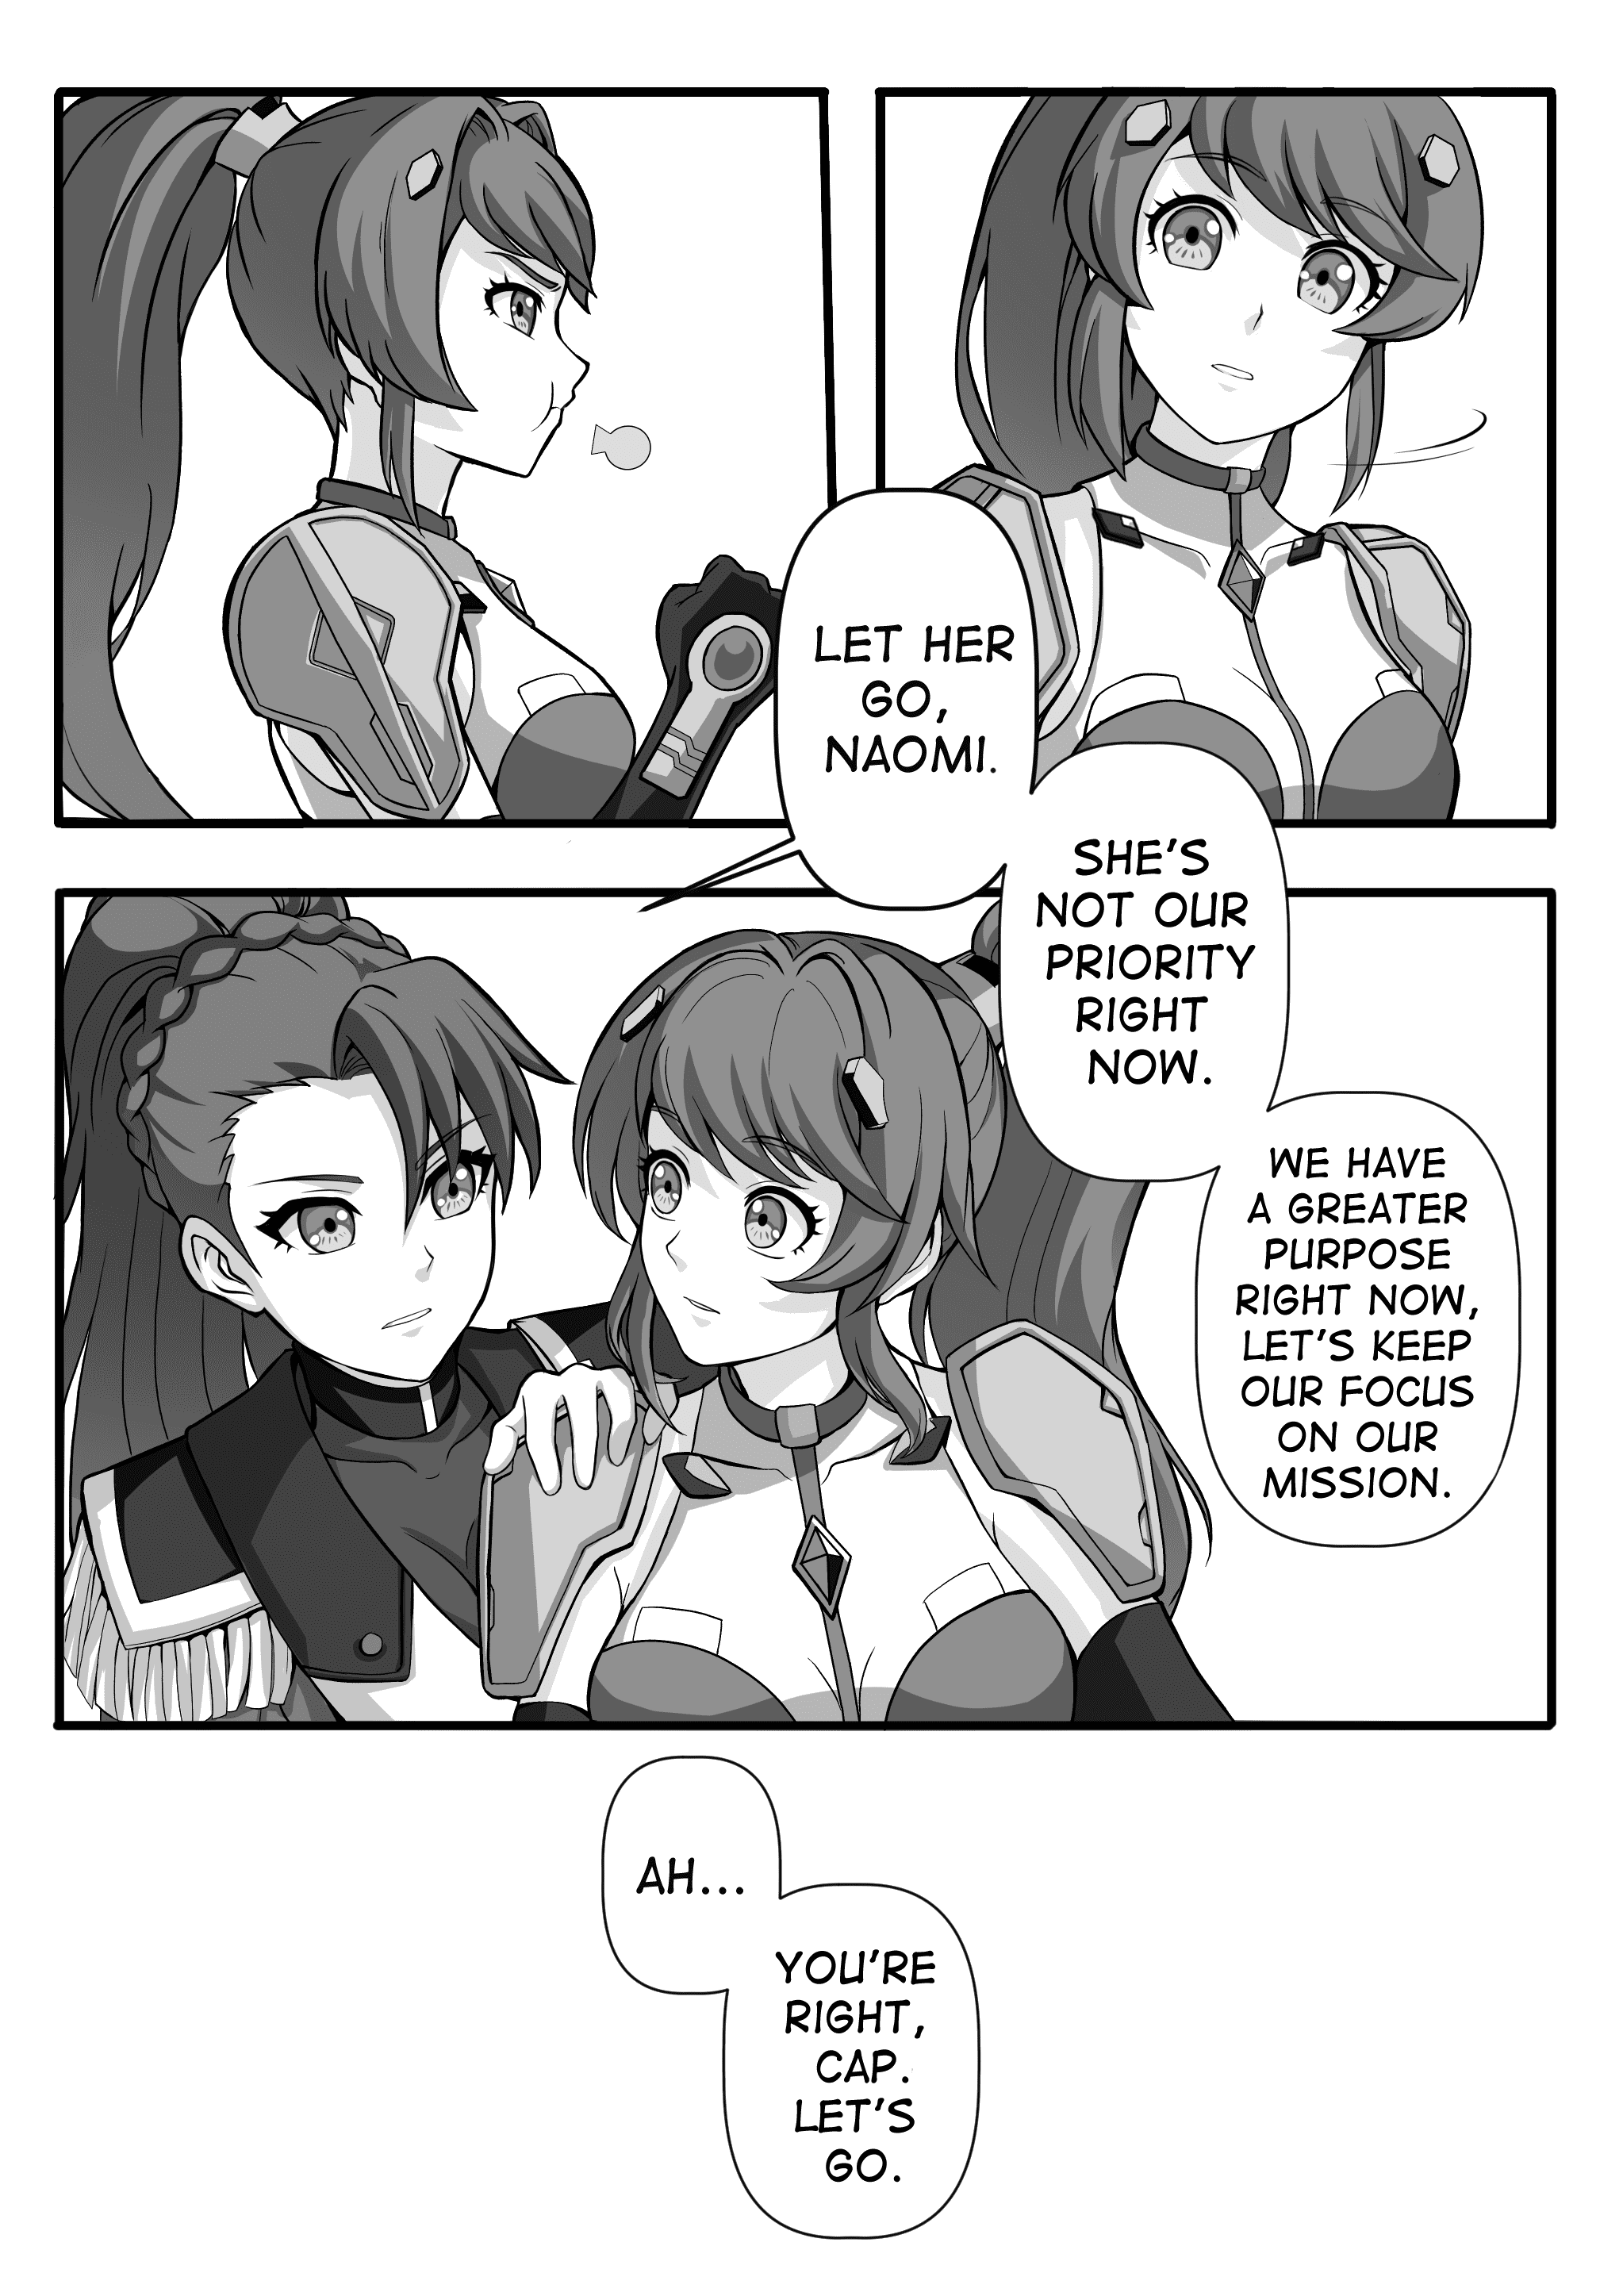 LET HER
GO,
NAOMI.
SHE'S
NOT OUR
PRIORITY
RIGHT
NOW.
WE HAVE
A GREATER
PURPOSE
RIGHT NOW,
LET'S KEEP
OUR FOCUS
ON OUR
MISSION.
AH...
YOU'RE
RIGHT,
CAP.
LET'S
GO.